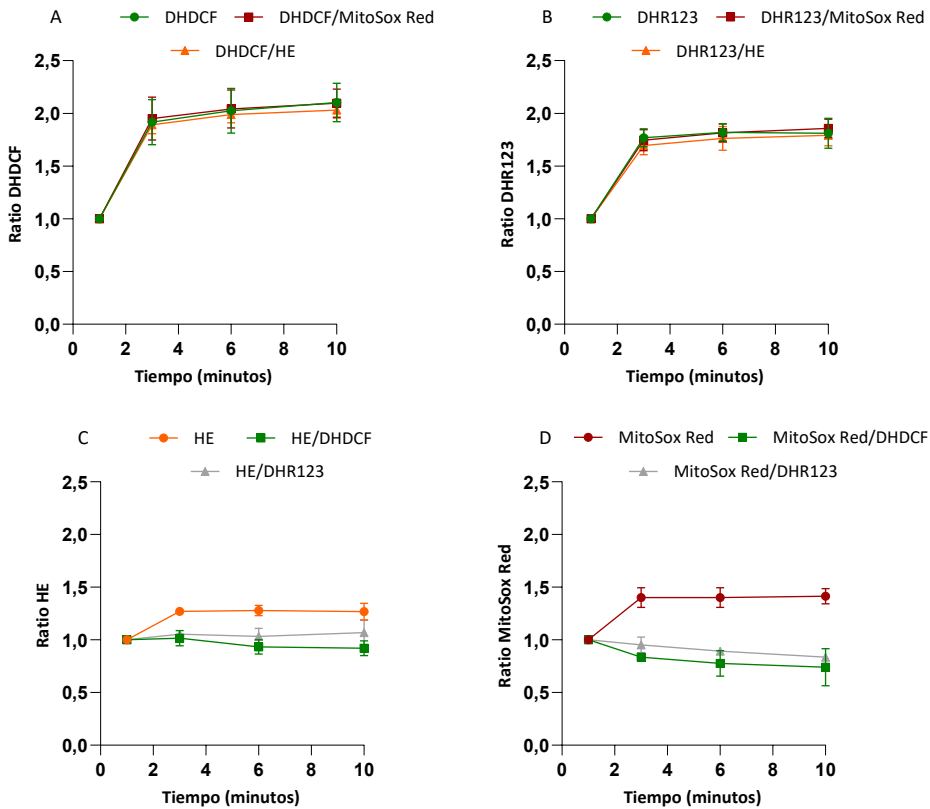 A
DHDCF DHDCF/MitoSox Red
DHDCF/HE
2,5
2,0
1,5
1,0
0,5
0,0
Ratio DHDCF
0 2 4 6 8 10
Tiempo (minutos)
B
DHR123 DHR123/MitoSox Red
DHR123/HE
2,5
2,0
1,5
1,0
0,5
0,0
Ratio DHR123
0 2 4 6 8 10
Tiempo (minutos)
C
HE HE/DHDCF
HE/DHR123
2,5
2,0
1,5
1,0
0,5
0,0
Ratio HE
0 2 4 6 8 10
Tiempo (minutos)
D
MitoSox Red MitoSox Red/DHDCF
MitoSox Red/DHR123
2,5
2,0
1,5
1,0
0,5
0,0
Ratio MitoSox Red
0 2 4 6 8 10
Tiempo (minutos)